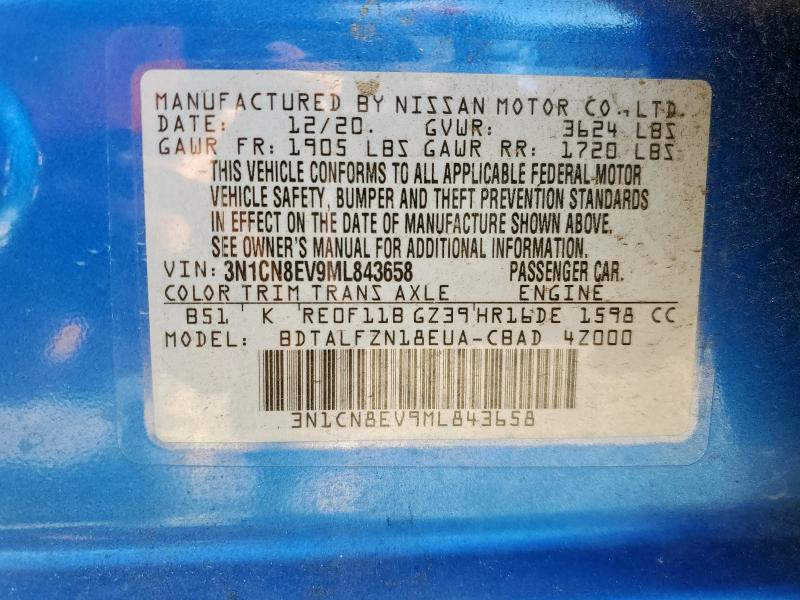 MANUFACTURED BY NISSAN MOTOR CO., LTD.
DATE: 12/20. GVWR: 3624 LBS
GAWR FR: 1905 LBS GAWR RR: 1720 LBS
THIS VEHICLE CONFORMS TO ALL APPLICABLE FEDERAL MOTOR
VEHICLE SAFETY, BUMPER AND THEFT PREVENTION STANDARDS
IN EFFECT ON THE DATE OF MANUFACTURE SHOWN ABOVE.
SEE OWNER'S MANUAL FOR ADDITIONAL INFORMATION.
VIN: 3N1CN8EV9ML843658 PASSENGER CAR.
COLOR TRIM TRANS AXLE ENGINE
B51 K RE0F11B GZ39 HR16DE 1598 CC
MODEL: BDTALFZN18EUA-CBAD 4Z000
3N1CN8EV9ML843658